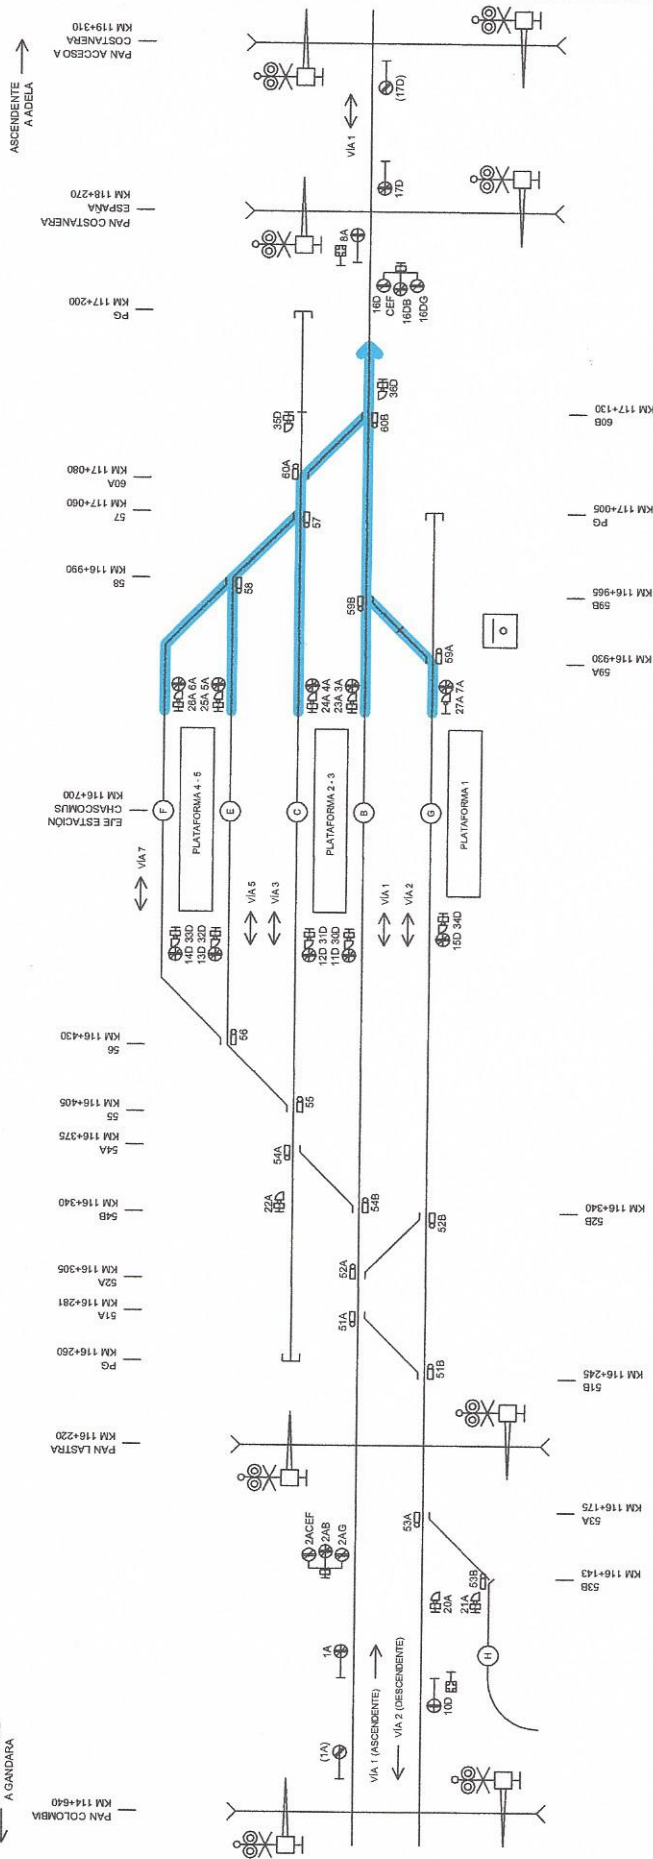 ASCENDENTE
A ADELA
PAN ACCESO A
COSTANERA
KM 119+310
PAN COSTANERA
ESPAÑA
KM 118+270
PG
KM 117+200
60A
KM 117+080
57
KM 117+060
58
KM 116+990
EJE ESTACIÓN
CHASCOMUS
KM 116+700
56
KM 116+430
55
KM 116+405
54A
KM 116+375
54B
KM 116+340
52A
KM 116+305
51A
KM 116+281
PG
KM 116+260
PAN LASTRA
KM 116+220
PAN COLOMBIA
KM 114+640
A GANDARA
(17D)
VÍA 1
17D
8A
16D
CEF
16DB
16DG
36D
35D
60B
60A
57
58
59B
59A
26A 6A
25A 5A
24A 4A
23A 3A
27A 7A
PLATAFORMA 4 - 5
PLATAFORMA 2 - 3
PLATAFORMA 1
F
E
C
B
G
VÍA 7
VÍA 5
VÍA 3
VÍA 1
VÍA 2
14D 33D
13D 32D
12D 31D
11D 30D
15D 34D
56
55
54A
22A
54B
52B
52A
51A
51B
2ACEF
2AB
2AG
53A
53B
20A
21A
H
1A
10D
(1A)
VÍA 1 (ASCENDENTE)
VÍA 2 (DESCENDENTE)
60B
KM 117+130
PG
KM 117+005
59B
KM 116+965
59A
KM 116+930
52B
KM 116+340
51B
KM 116+245
53A
KM 116+175
53B
KM 116+143